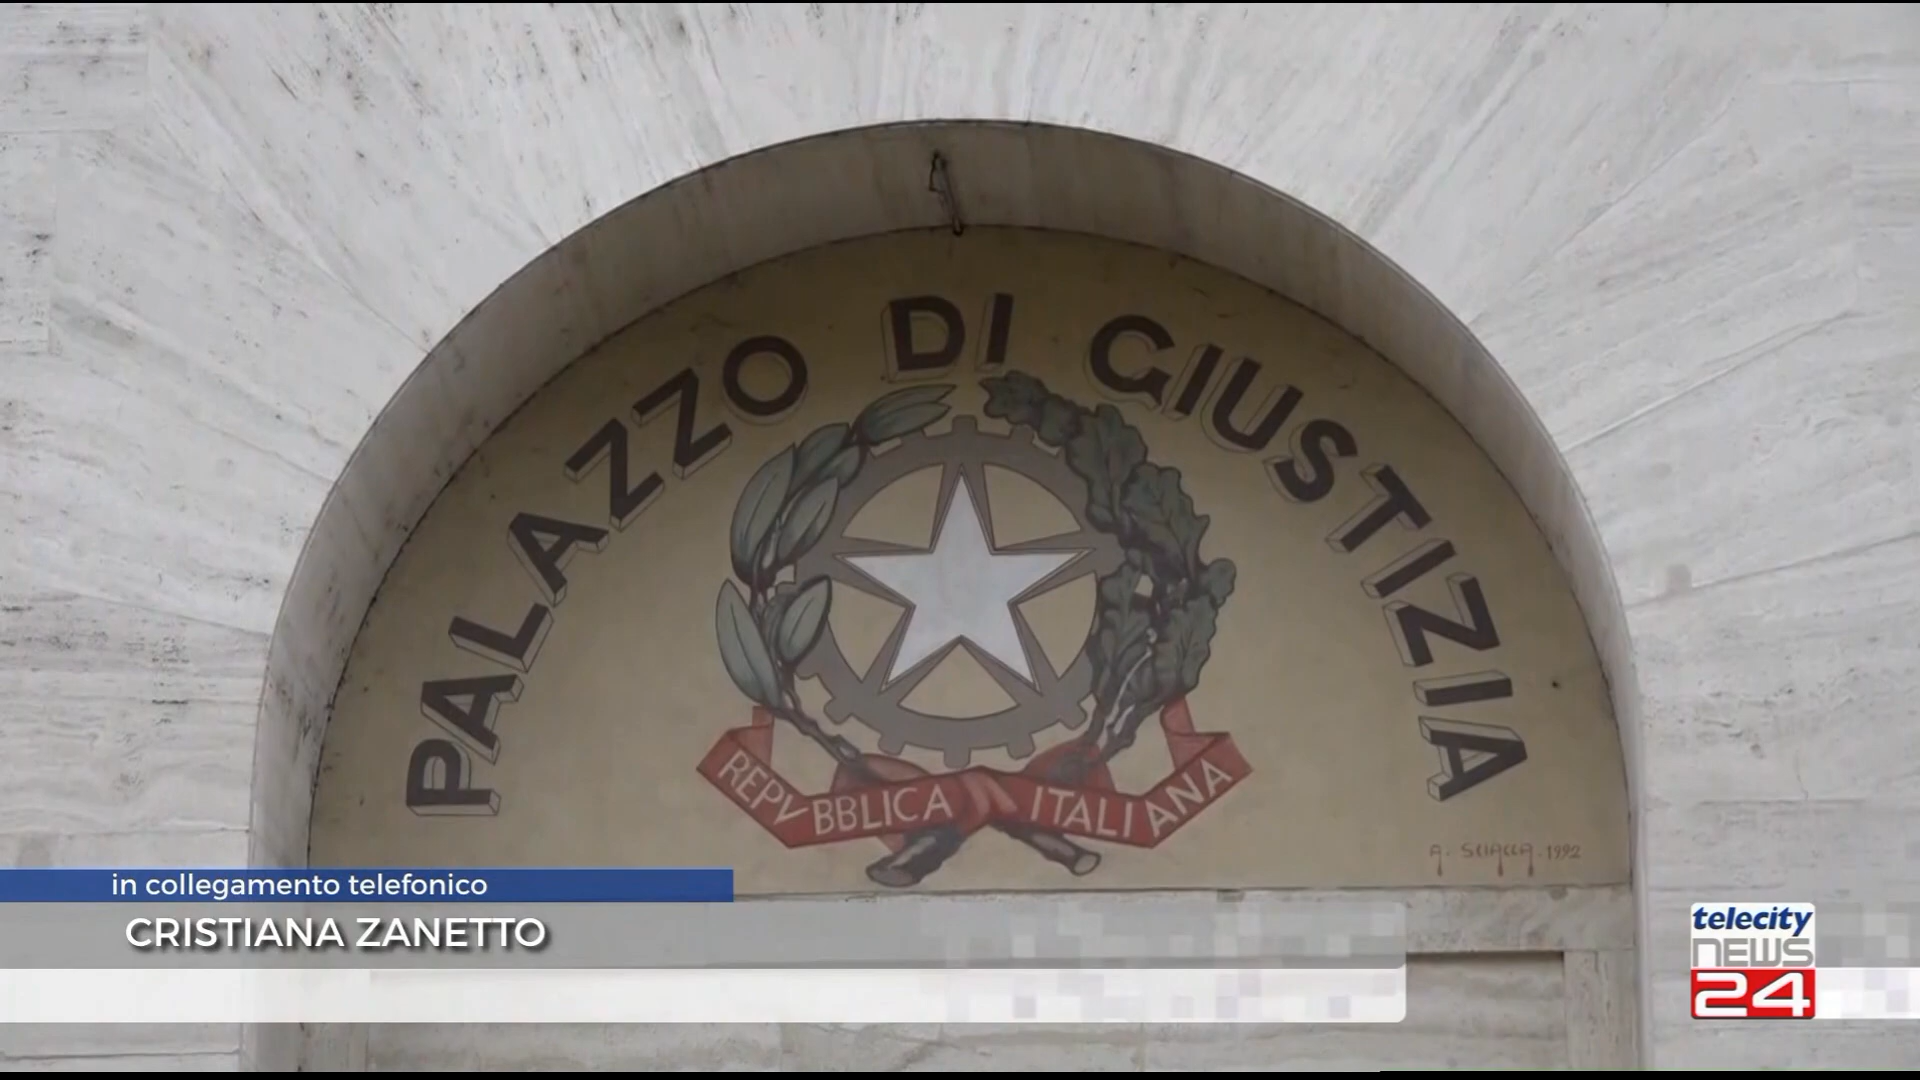 PALAZZO DI GIUSTIZIA
REPVBBLICA ITALIANA
A. SCIACCA. 1992
in collegamento telefonico
CRISTIANA ZANETTO
telecity
NEWS
24